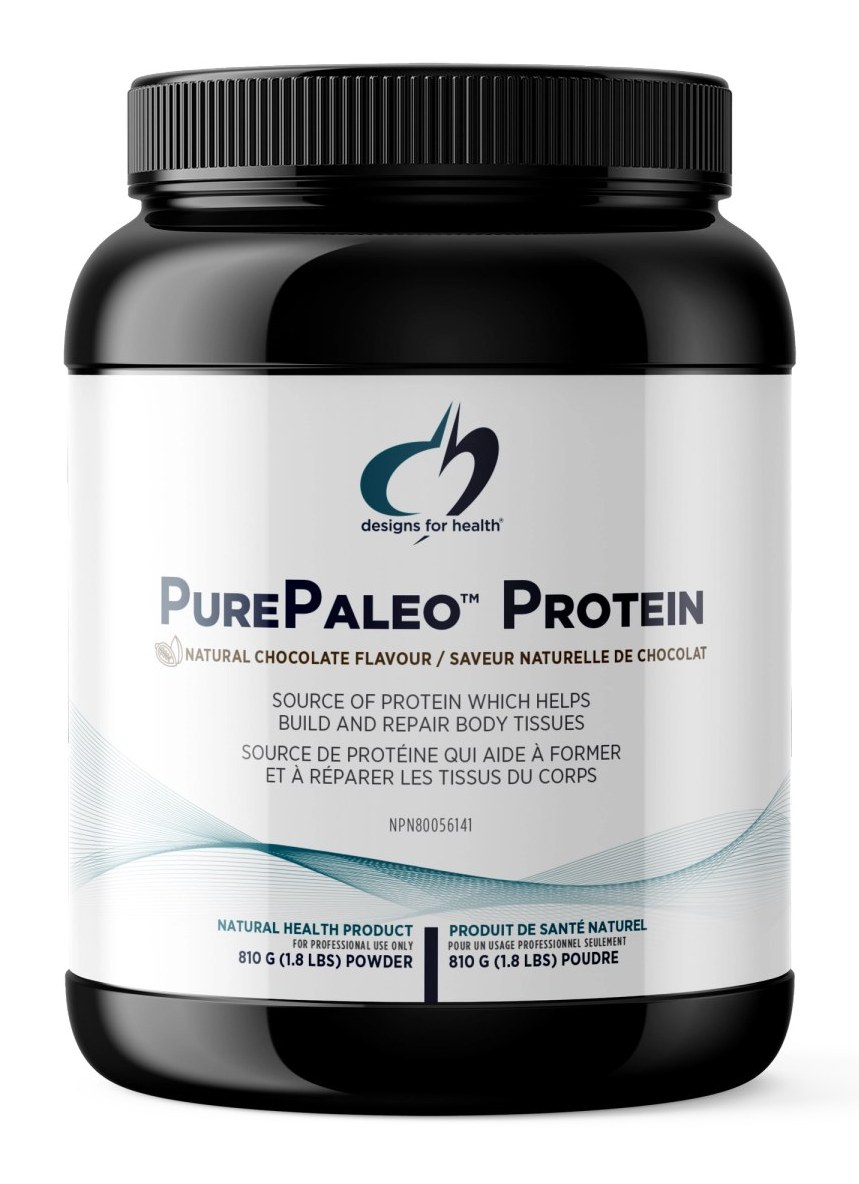 designs for health®
PUREPALEO™ PROTEIN
NATURAL CHOCOLATE FLAVOUR / SAVEUR NATURELLE DE CHOCOLAT
SOURCE OF PROTEIN WHICH HELPS
BUILD AND REPAIR BODY TISSUES
SOURCE DE PROTÉINE QUI AIDE À FORMER
ET À RÉPARER LES TISSUS DU CORPS
NPN80056141
NATURAL HEALTH PRODUCT
FOR PROFESSIONAL USE ONLY
810 G (1.8 LBS) POWDER
PRODUIT DE SANTÉ NATUREL
POUR UN USAGE PROFESSIONNEL SEULEMENT
810 G (1.8 LBS) POUDRE